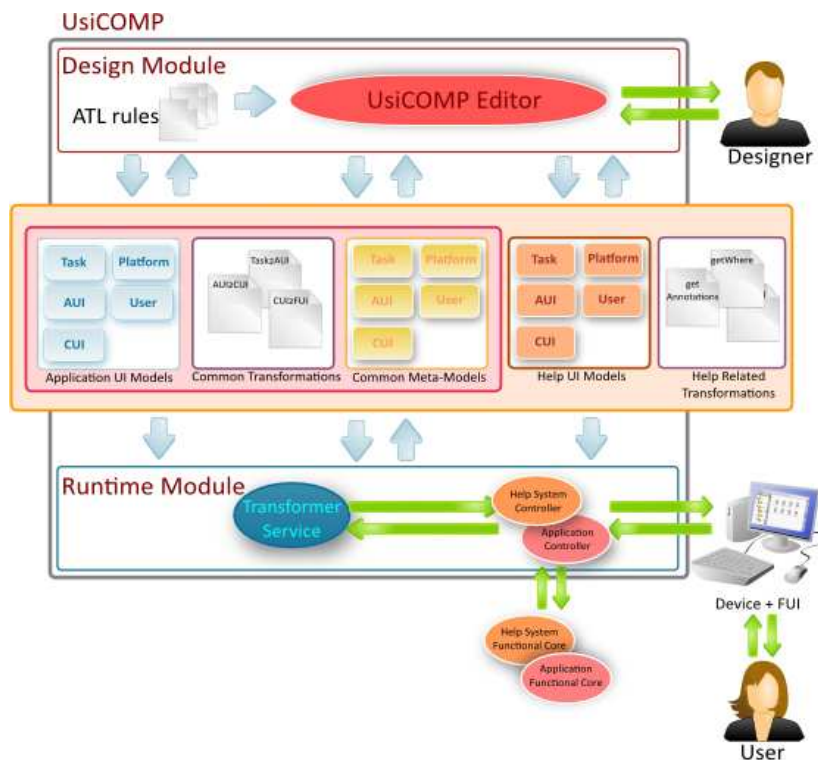 UsiCOMP
Design Module
ATL rules
UsiCOMP Editor
Designer
Task
Platform
AUI
User
CUI
Application UI Models
Task2AUI
AUI2CUI
CUI2FUI
Common Transformations
Task
Platform
AUI
User
CUI
Common Meta-Models
Task
Platform
AUI
User
CUI
Help UI Models
getWhere
get
Annotations
Help Related
Transformations
Runtime Module
Transformer
Service
Help System
Controller
Application
Controller
Device + FUI
Help System
Functional Core
Application
Functional Core
User